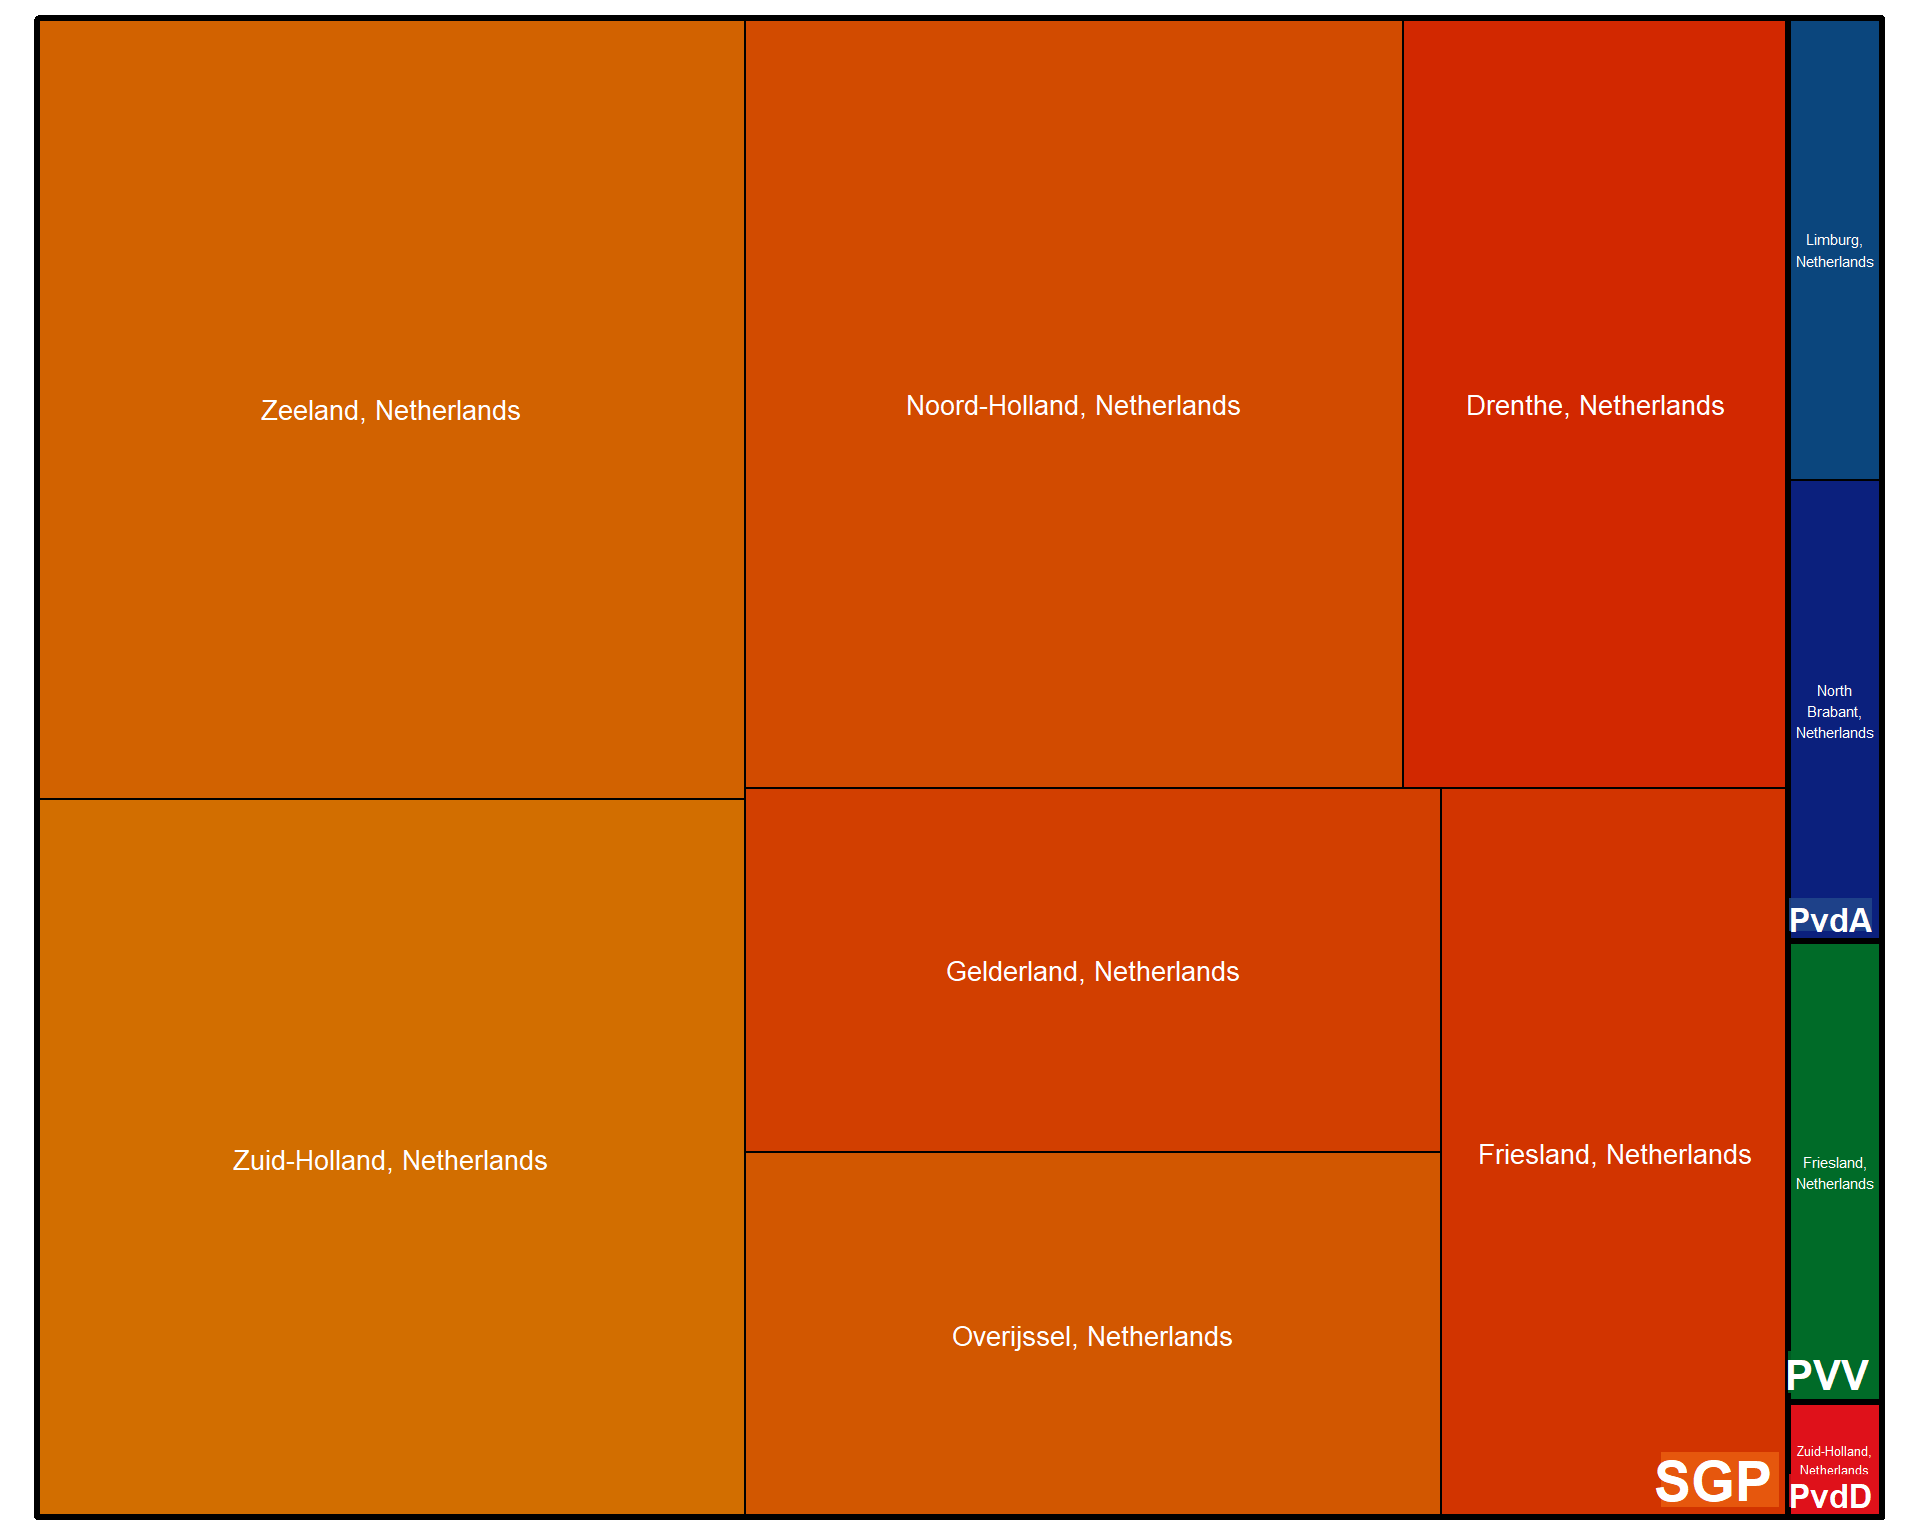 Zeeland, Netherlands
Noord-Holland, Netherlands
Drenthe, Netherlands
Limburg,
Netherlands
North
Brabant,
Netherlands
PvdA
Zuid-Holland, Netherlands
Gelderland, Netherlands
Overijssel, Netherlands
Friesland, Netherlands
SGP
Friesland,
Netherlands
PVV
Zuid-Holland,
Netherlands
PvdD